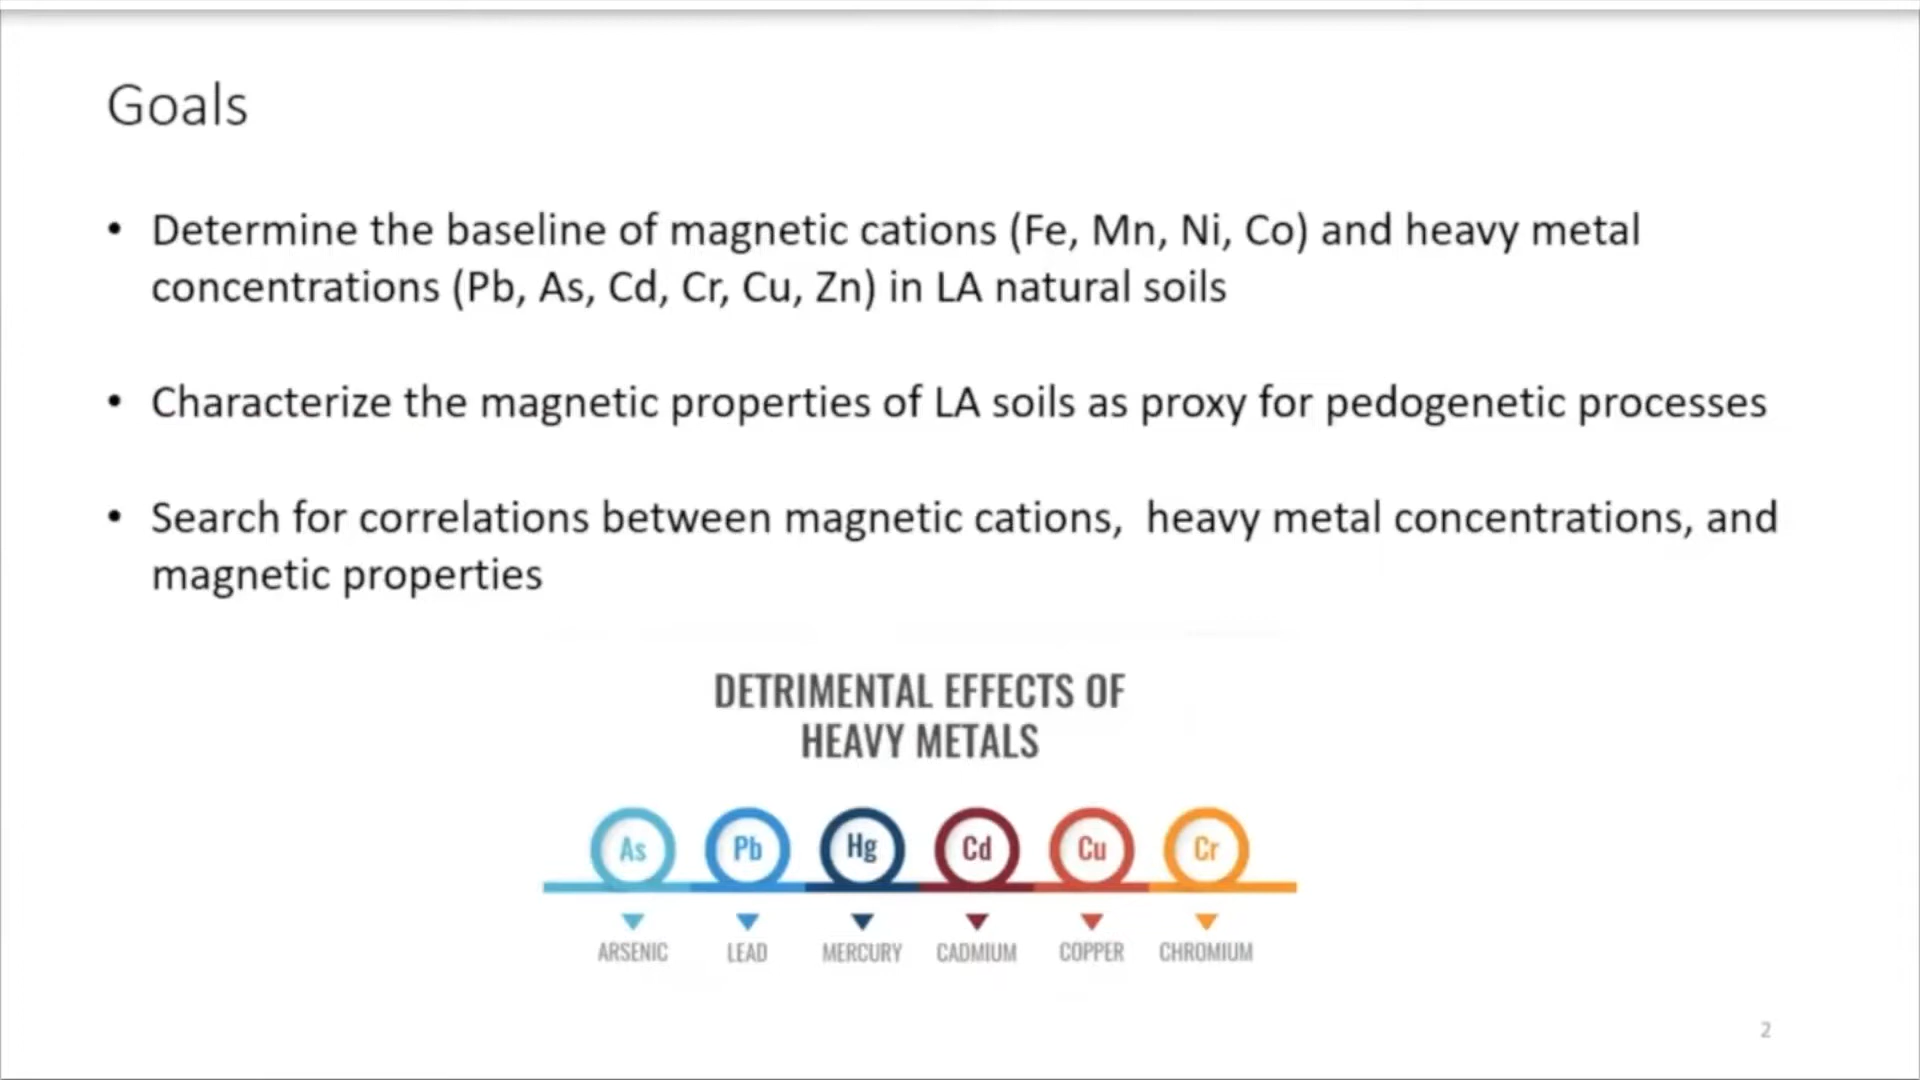 Goals
• Determine the baseline of magnetic cations (Fe, Mn, Ni, Co) and heavy metal
concentrations (Pb, As, Cd, Cr, Cu, Zn) in LA natural soils
• Characterize the magnetic properties of LA soils as proxy for pedogenetic processes
• Search for correlations between magnetic cations,  heavy metal concentrations, and
magnetic properties
DETRIMENTAL EFFECTS OF
HEAVY METALS
As Pb Hg Cd Cu Cr
ARSENIC LEAD MERCURY CADMIUM COPPER CHROMIUM
2